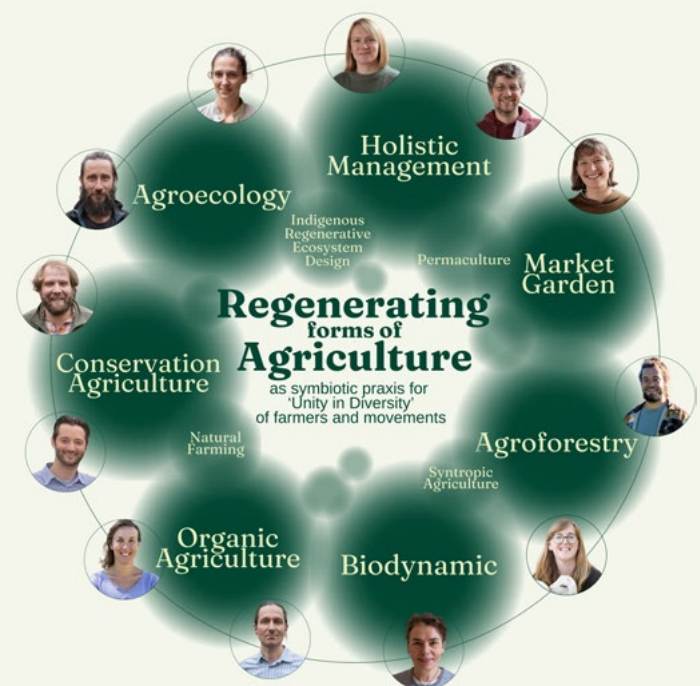 Holistic
Management
Agroecology
Indigenous
Regenerative
Ecosystem
Design
Permaculture
Market
Garden
Regenerating
forms of
Agriculture
as symbiotic praxis for
‘Unity in Diversity’
of farmers and movements
Conservation
Agriculture
Natural
Farming
Agroforestry
Syntropic
Agriculture
Organic
Agriculture
Biodynamic